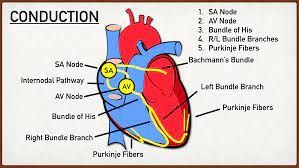 CONDUCTION
1. SA Node
2. AV Node
3. Bundle of His
4. R/L Bundle Branches
5. Purkinje Fibers
Bachmann's Bundle
SA Node
SA
Internodal Pathway
AV
AV Node
Left Bundle Branch
Bundle of His
Purkinje Fibers
Right Bundle Branch
Purkinje Fibers